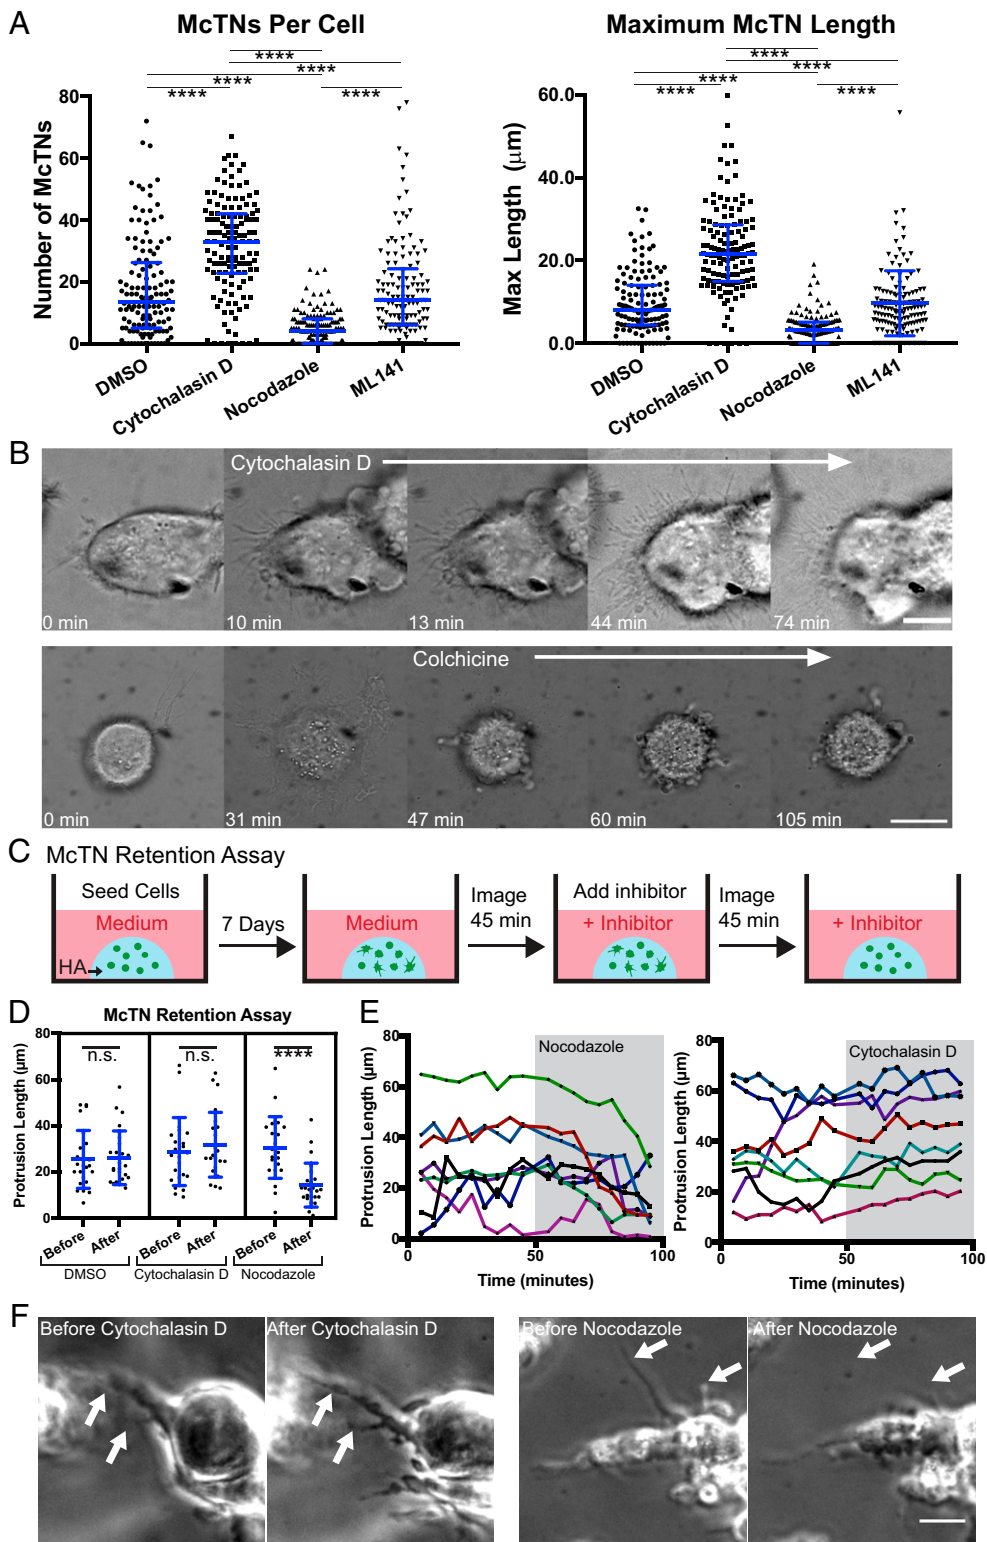 A
McTNs Per Cell
Maximum McTN Length
****
****
****
****
****
****
****
****
****
****
Number of McTNs
80
60
40
20
0
DMSO
Cytochalasin D
Nocodazole
ML141
Max Length (µm)
60.0
40.0
20.0
0.0
DMSO
Cytochalasin D
Nocodazole
ML141
B
Cytochalasin D
0 min
10 min
13 min
44 min
74 min
Colchicine
0 min
31 min
47 min
60 min
105 min
C
McTN Retention Assay
Seed Cells
Medium
HA
7 Days
Medium
Image
45 min
Add inhibitor
+ Inhibitor
Image
45 min
+ Inhibitor
D
McTN Retention Assay
Protrusion Length (µm)
80
60
40
20
0
n.s.
n.s.
****
Before
After
Before
After
Before
After
DMSO
Cytochalasin D
Nocodazole
E
Protrusion Length (µm)
80
60
40
20
0
Nocodazole
0
50
100
Time (minutes)
Protrusion Length (µm)
80
60
40
20
0
Cytochalasin D
0
50
100
Time (minutes)
F
Before Cytochalasin D
After Cytochalasin D
Before Nocodazole
After Nocodazole